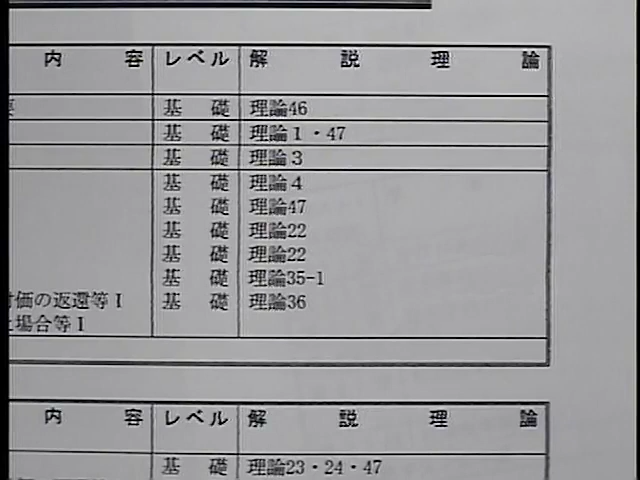 内容 レベル 解説理論
基礎 理論46
基礎 理論1・47
基礎 理論3
基礎 理論4
基礎 理論47
基礎 理論22
基礎 理論22
基礎 理論35-1
価の返還等Ⅰ 基礎 理論36
場合等Ⅰ
内容 レベル 解説理論
基礎 理論23・24・47